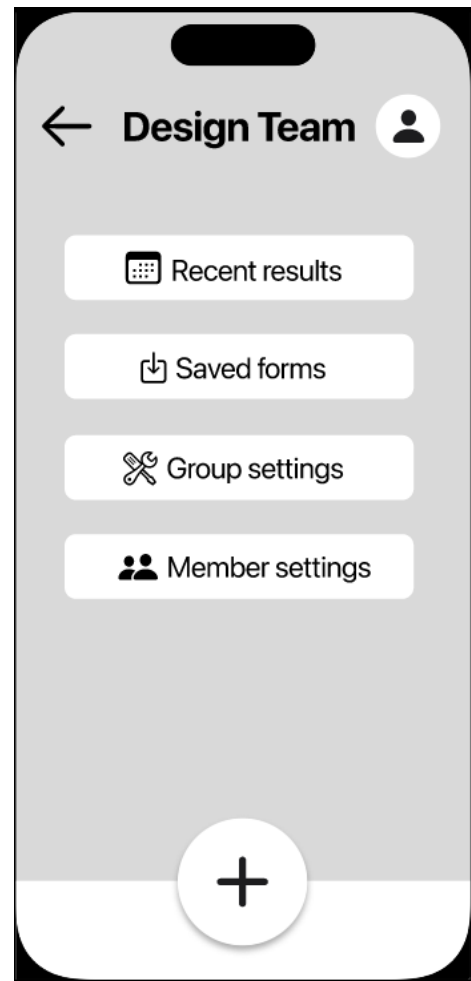 Design Team
Recent results
Saved forms
Group settings
Member settings